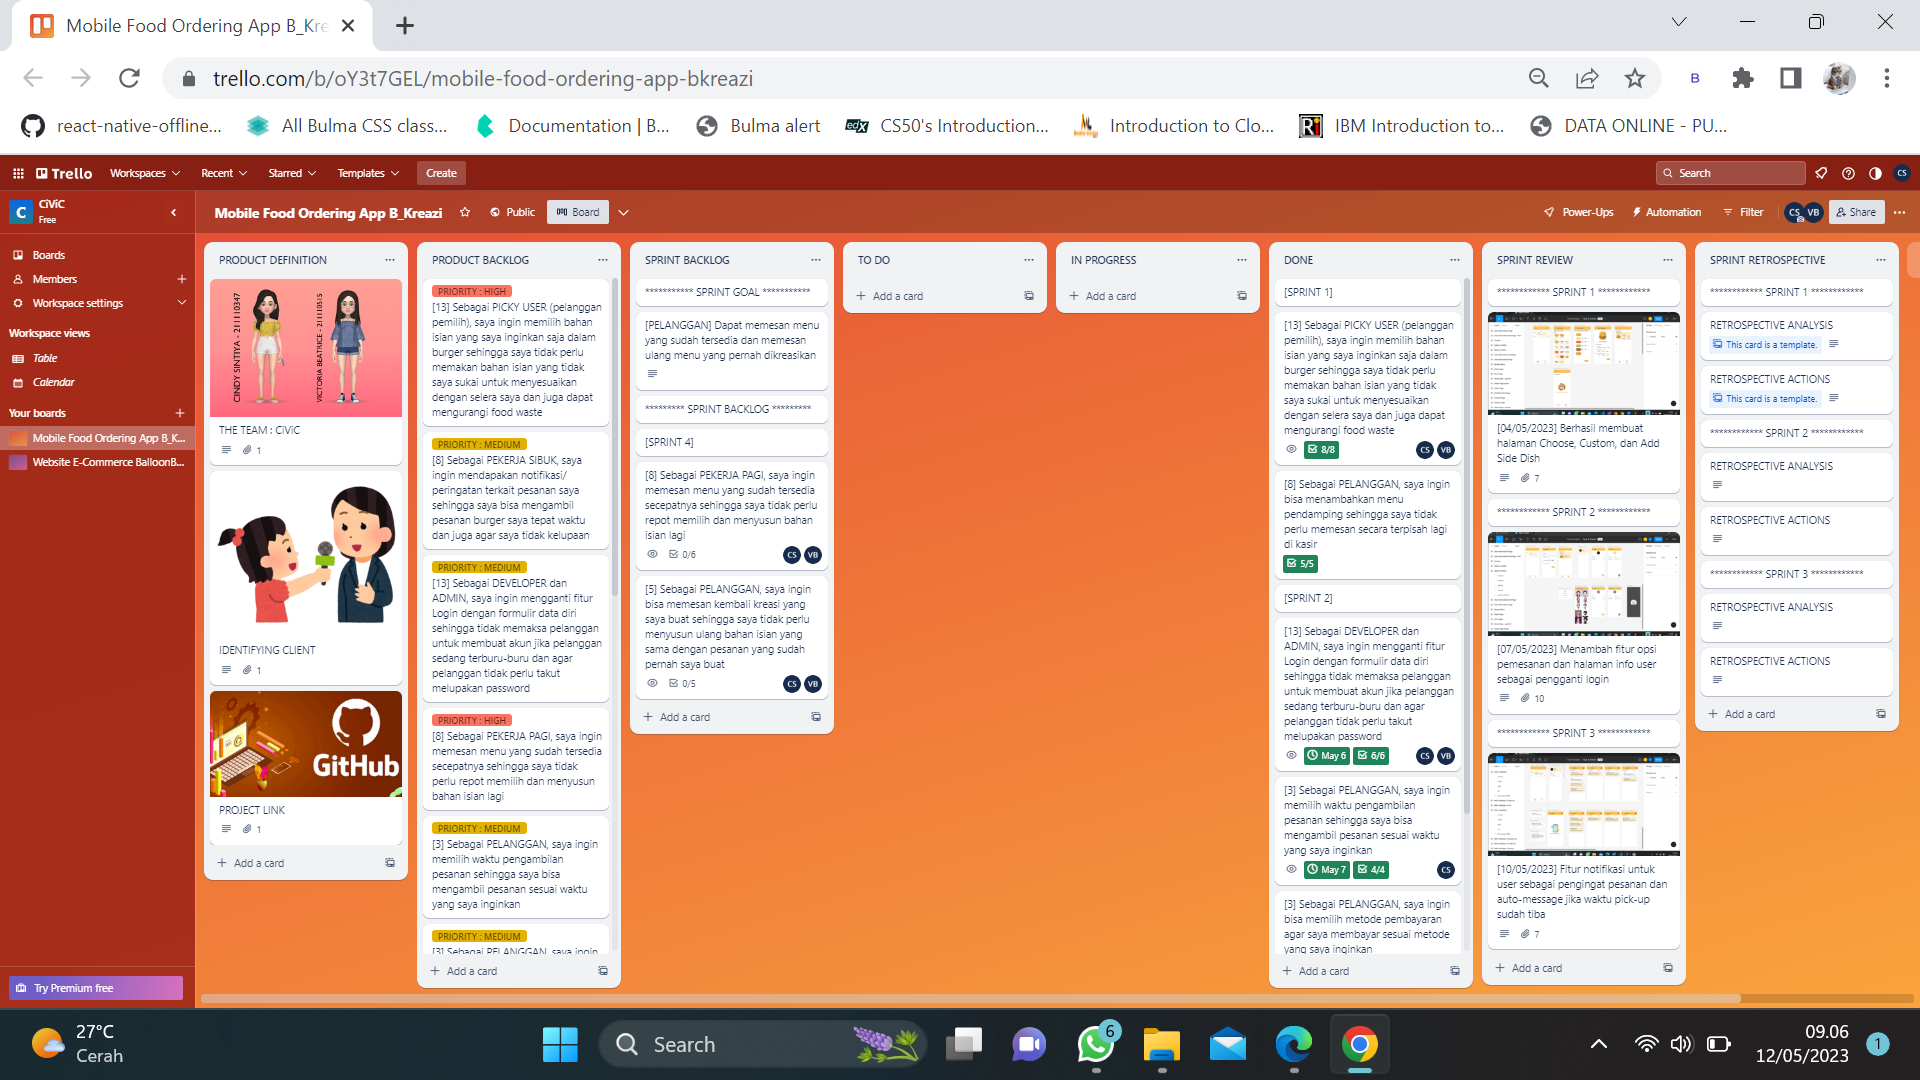 Mobile Food Ordering App B_Kre
trello.com/b/oY3t7GEL/mobile-food-ordering-app-bkreazi
B
react-native-offline...
All Bulma CSS class...
Documentation | B...
Bulma alert
edX
CS50's Introduction...
Introduction to Clo...
IBM Introduction to...
DATA ONLINE - PU...
Trello
Workspaces
Recent
Starred
Templates
Create
Search
CS
C
CiViC
Free
Mobile Food Ordering App B_Kreazi
Public
Board
Power-Ups
Automation
Filter
CS
VB
Share
Boards
Members
Workspace settings
Workspace views
Table
Calendar
Your boards
Mobile Food Ordering App B_K...
Website E-Commerce BalloonB...
Try Premium free
PRODUCT DEFINITION
CINDY SINTIYA - 211110347
VICTORIA BEATRICE - 211110515
THE TEAM : CiViC
1
IDENTIFYING CLIENT
1
GitHub
PROJECT LINK
1
Add a card
PRODUCT BACKLOG
PRIORITY : HIGH
[13] Sebagai PICKY USER (pelanggan
pemilih), saya ingin memilih bahan
isian yang saya inginkan saja dalam
burger sehingga saya tidak perlu
memakan bahan isian yang tidak
saya sukai untuk menyesuaikan
dengan selera saya dan juga dapat
mengurangi food waste
PRIORITY : MEDIUM
[8] Sebagai PEKERJA SIBUK, saya
ingin mendapakan notifikasi/
peringatan terkait pesanan saya
sehingga saya bisa mengambil
pesanan burger saya tepat waktu
dan juga agar saya tidak kelupaan
PRIORITY : MEDIUM
[13] Sebagai DEVELOPER dan
ADMIN, saya ingin mengganti fitur
Login dengan formulir data diri
sehingga tidak memaksa pelanggan
untuk membuat akun jika pelanggan
sedang terburu-buru dan agar
pelanggan tidak perlu takut
melupakan password
PRIORITY : HIGH
[8] Sebagai PEKERJA PAGI, saya ingin
memesan menu yang sudah tersedia
secepatnya sehingga saya tidak
perlu repot memilih dan menyusun
bahan isian lagi
PRIORITY : MEDIUM
[3] Sebagai PELANGGAN, saya ingin
memilih waktu pengambilan
pesanan sehingga saya bisa
mengambil pesanan sesuai waktu
yang saya inginkan
PRIORITY : MEDIUM
[3] Sebagai PELANGGAN, saya ingin
Add a card
SPRINT BACKLOG
*********** SPRINT GOAL ***********
[PELANGGAN] Dapat memesan menu
yang sudah tersedia dan memesan
ulang menu yang pernah dikreasikan
********* SPRINT BACKLOG *********
[SPRINT 4]
[8] Sebagai PEKERJA PAGI, saya ingin
memesan menu yang sudah tersedia
secepatnya sehingga saya tidak perlu
repot memilih dan menyusun bahan
isian lagi
0/6
CS
VB
[5] Sebagai PELANGGAN, saya ingin
bisa memesan kembali kreasi yang
saya buat sehingga saya tidak perlu
menyusun ulang bahan isian yang
sama dengan pesanan yang sudah
pernah saya buat
0/5
CS
VB
Add a card
TO DO
Add a card
IN PROGRESS
Add a card
DONE
[SPRINT 1]
[13] Sebagai PICKY USER (pelanggan
pemilih), saya ingin memilih bahan
isian yang saya inginkan saja dalam
burger sehingga saya tidak perlu
memakan bahan isian yang tidak
saya sukai untuk menyesuaikan
dengan selera saya dan juga dapat
mengurangi food waste
8/8
CS
VB
[8] Sebagai PELANGGAN, saya ingin
bisa menambahkan menu
pendamping sehingga saya tidak
perlu memesan secara terpisah lagi
di kasir
5/5
[SPRINT 2]
[13] Sebagai DEVELOPER dan
ADMIN, saya ingin mengganti fitur
Login dengan formulir data diri
sehingga tidak memaksa pelanggan
untuk membuat akun jika pelanggan
sedang terburu-buru dan agar
pelanggan tidak perlu takut
melupakan password
May 6
6/6
CS
VB
[3] Sebagai PELANGGAN, saya ingin
memilih waktu pengambilan
pesanan sehingga saya bisa
mengambil pesanan sesuai waktu
yang saya inginkan
May 7
4/4
CS
[3] Sebagai PELANGGAN, saya ingin
bisa memilih metode pembayaran
agar saya membayar sesuai metode
yang saya inginkan
Add a card
SPRINT REVIEW
************ SPRINT 1 ************
[04/05/2023] Berhasil membuat
halaman Choose, Custom, dan Add
Side Dish
7
************ SPRINT 2 ************
[07/05/2023] Menambah fitur opsi
pemesanan dan halaman info user
sebagai pengganti login
10
************ SPRINT 3 ************
[10/05/2023] Fitur notifikasi untuk
user sebagai pengingat pesanan dan
auto-message jika waktu pick-up
sudah tiba
7
Add a card
SPRINT RETROSPECTIVE
************ SPRINT 1 ************
RETROSPECTIVE ANALYSIS
This card is a template.
RETROSPECTIVE ACTIONS
This card is a template.
************ SPRINT 2 ************
RETROSPECTIVE ANALYSIS
RETROSPECTIVE ACTIONS
************ SPRINT 3 ************
RETROSPECTIVE ANALYSIS
RETROSPECTIVE ACTIONS
Add a card
27°C
Cerah
Search
6
09.06
12/05/2023
1